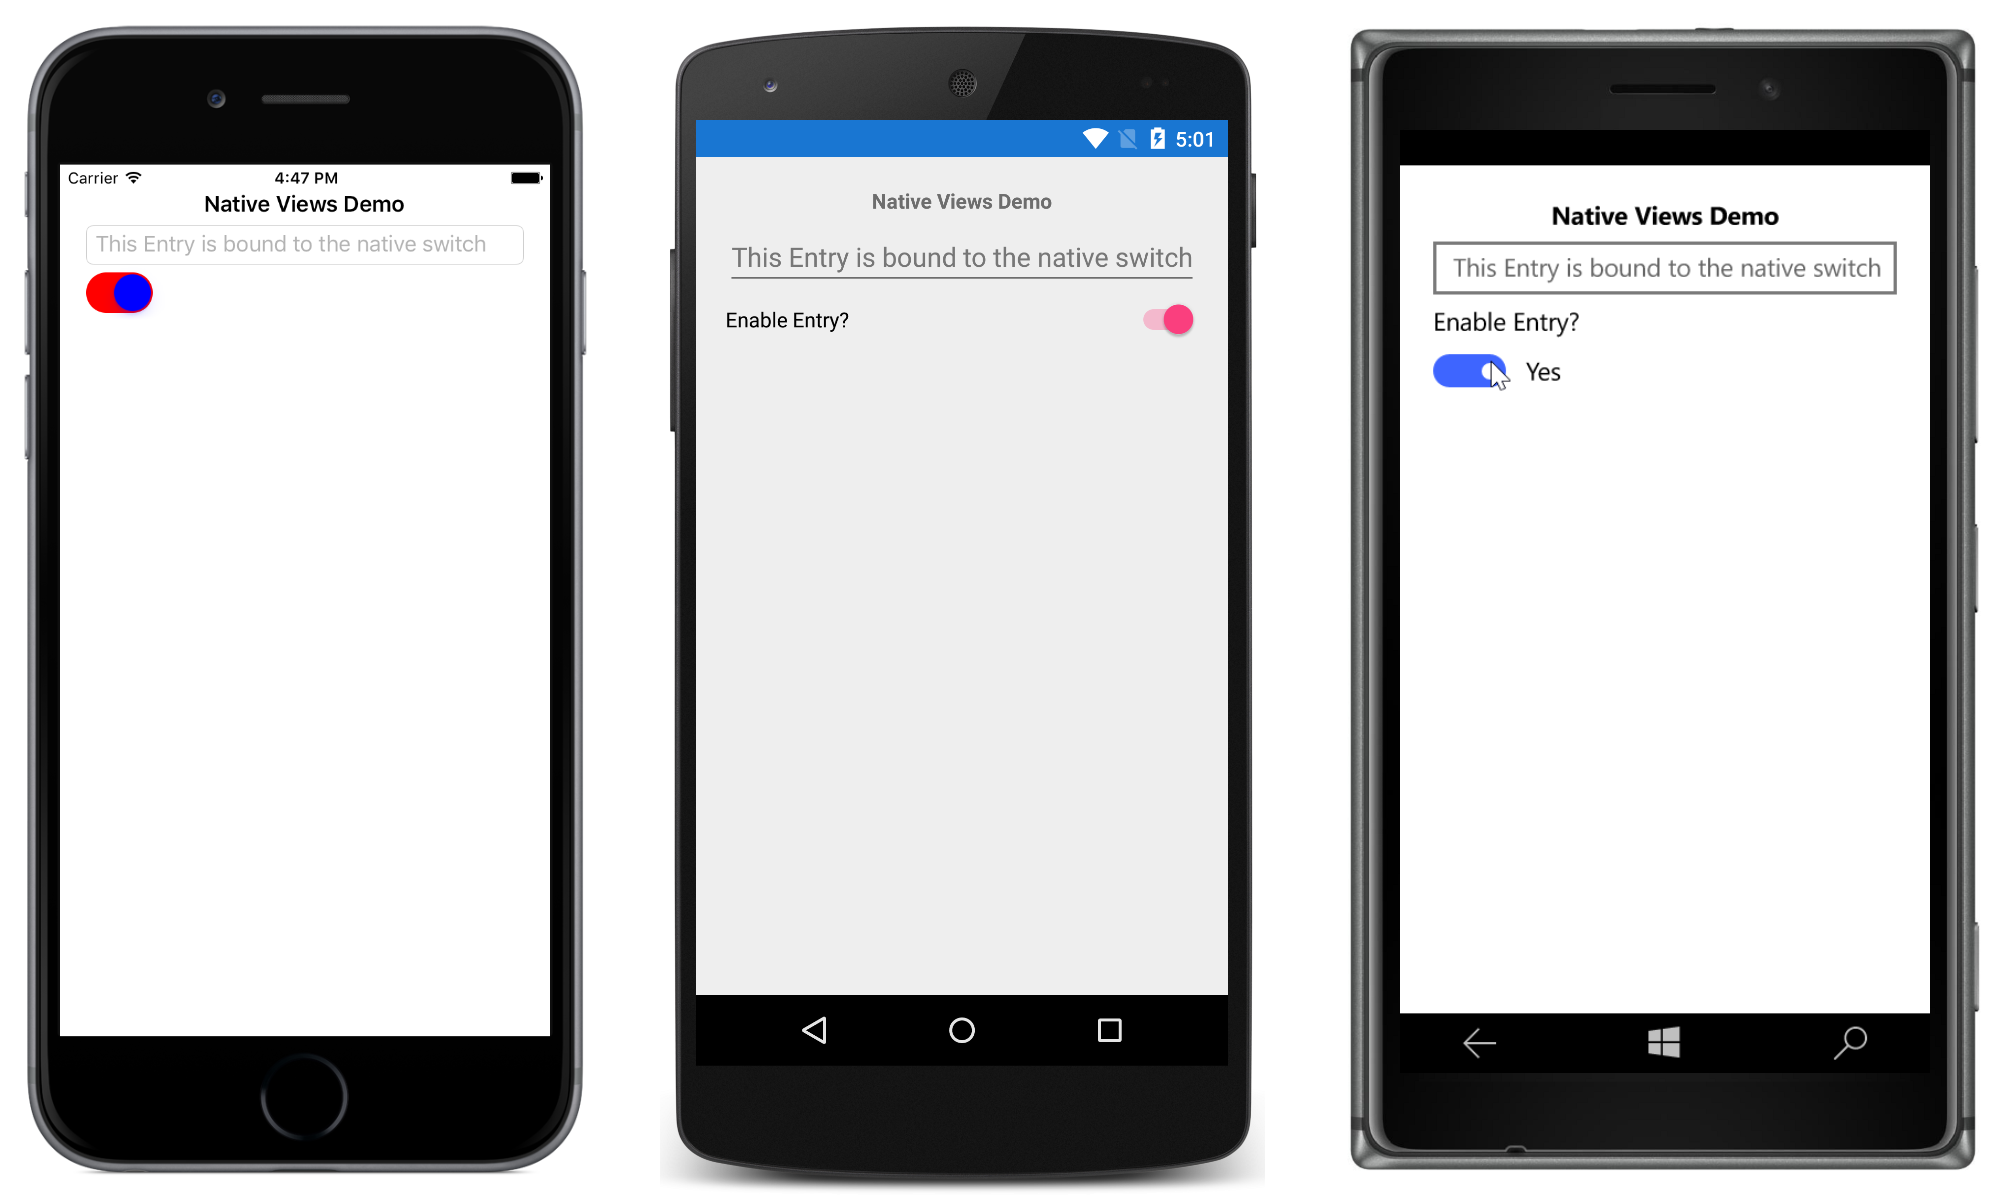 Carrier 4:47 PM
Native Views Demo
This Entry is bound to the native switch
5:01
Native Views Demo
This Entry is bound to the native switch
Enable Entry?
Native Views Demo
This Entry is bound to the native switch
Enable Entry?
Yes